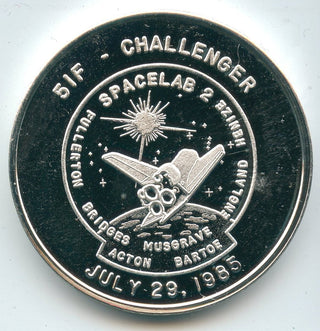 51F - CHALLENGER
SPACELAB 2
FULLERTON BRIDGES MUSGRAVE ENGLAND HENIZE
ACTON BARTOE
JULY 29, 1985